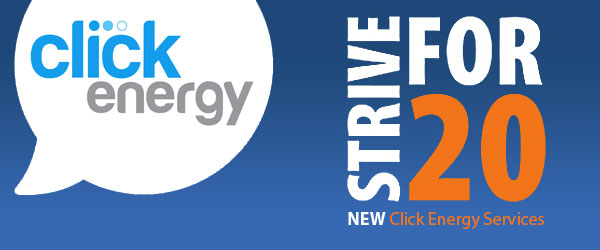 click
energy
STRIVE
FOR
20
NEW Click Energy Services